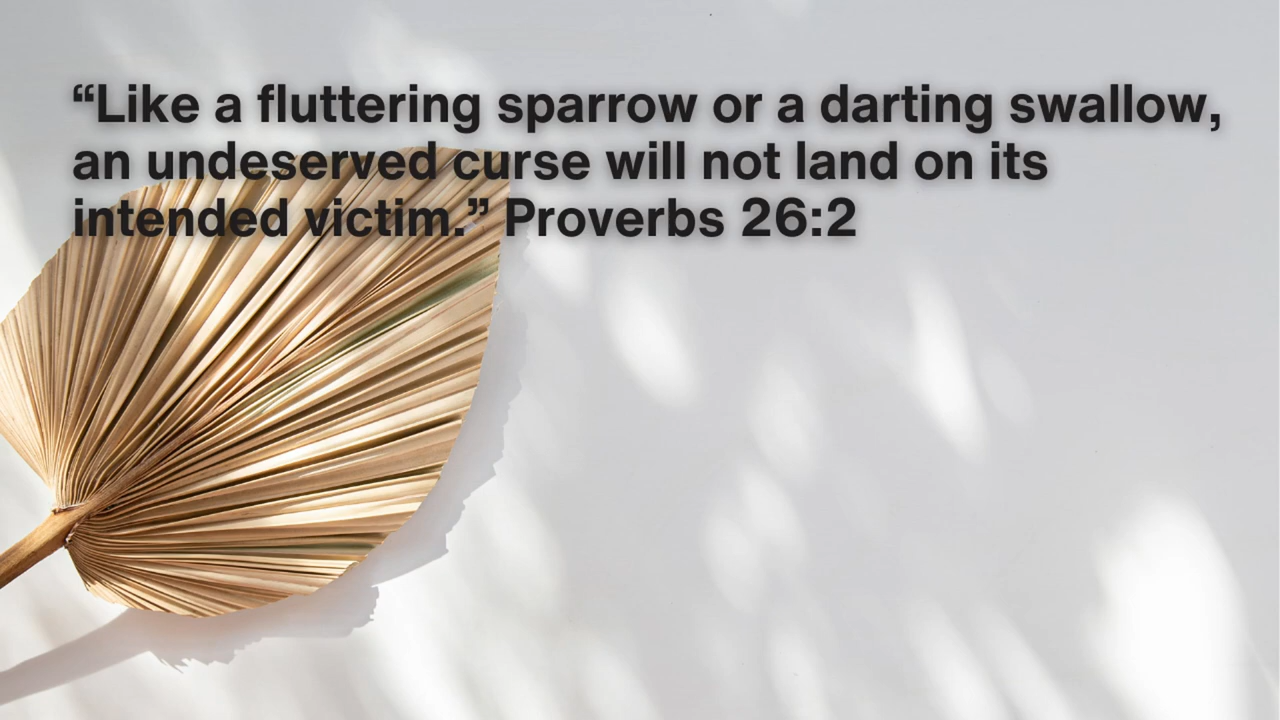 “Like a fluttering sparrow or a darting swallow,
an undeserved curse will not land on its
intended victim.” Proverbs 26:2